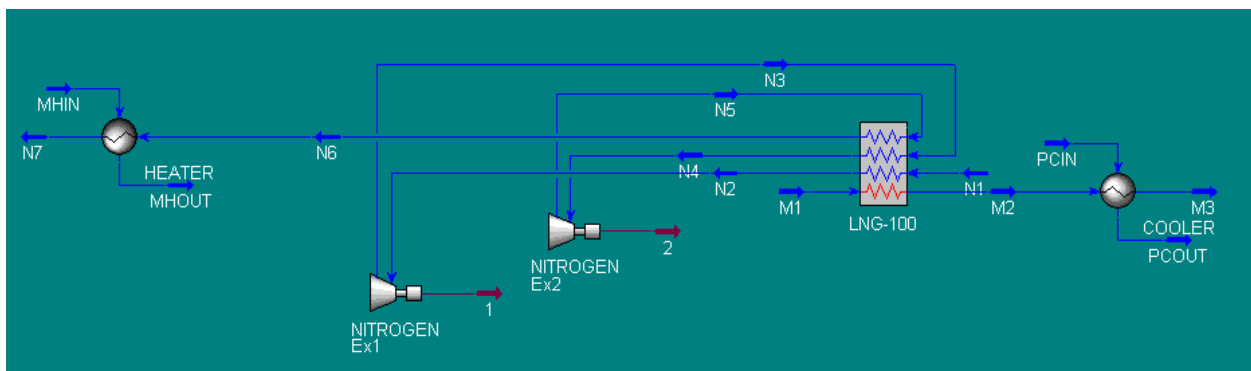 N3
MHIN
N5
N7
N6
PCIN
HEATER
MHOUT
N4
N2
N1
M1
M2
M3
LNG-100
COOLER
PCOUT
2
NITROGEN
Ex2
1
NITROGEN
Ex1